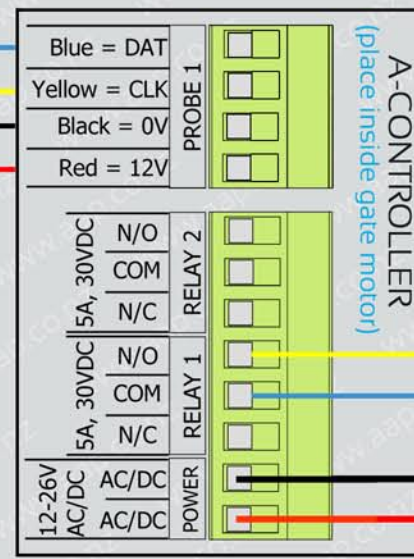 Blue = DAT
Yellow = CLK
Black = 0V
Red = 12V
PROBE 1
5A, 30VDC
N/O
COM
N/C
RELAY 2
5A, 30VDC
N/O
COM
N/C
RELAY 1
12-26V
AC/DC
AC/DC
AC/DC
POWER
A-CONTROLLER
(place inside gate motor)